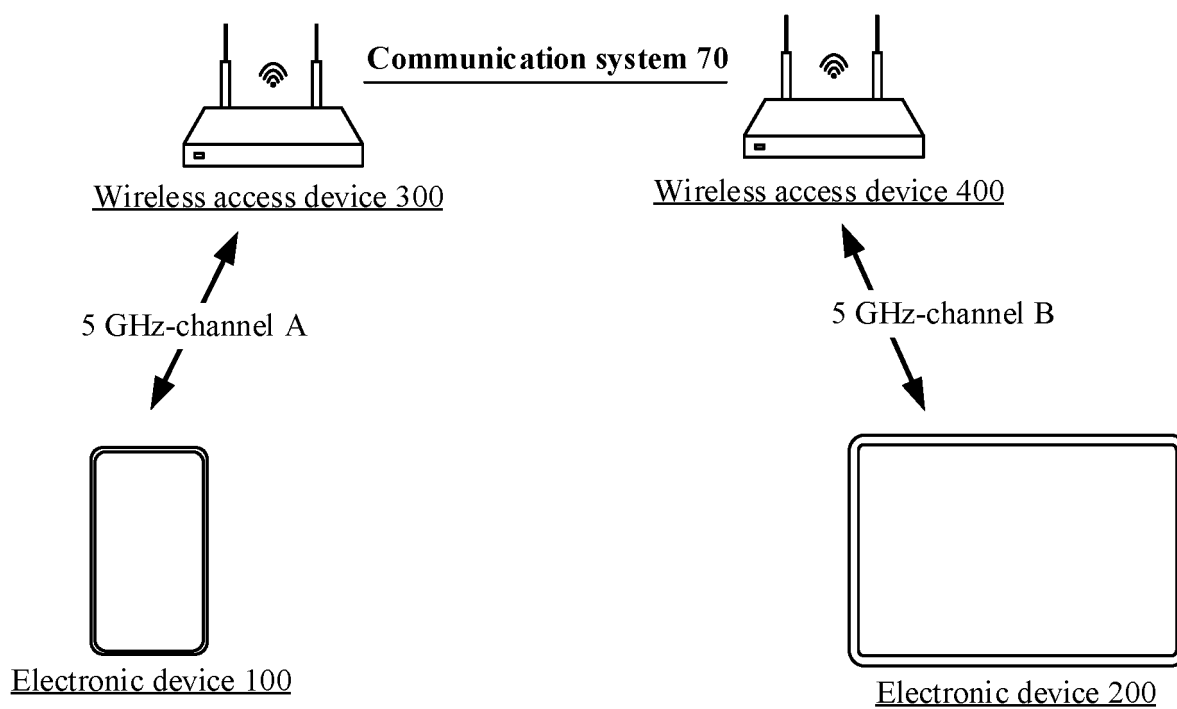 Communication system 70
Wireless access device 300
Wireless access device 400
5 GHz-channel A
5 GHz-channel B
Electronic device 100
Electronic device 200